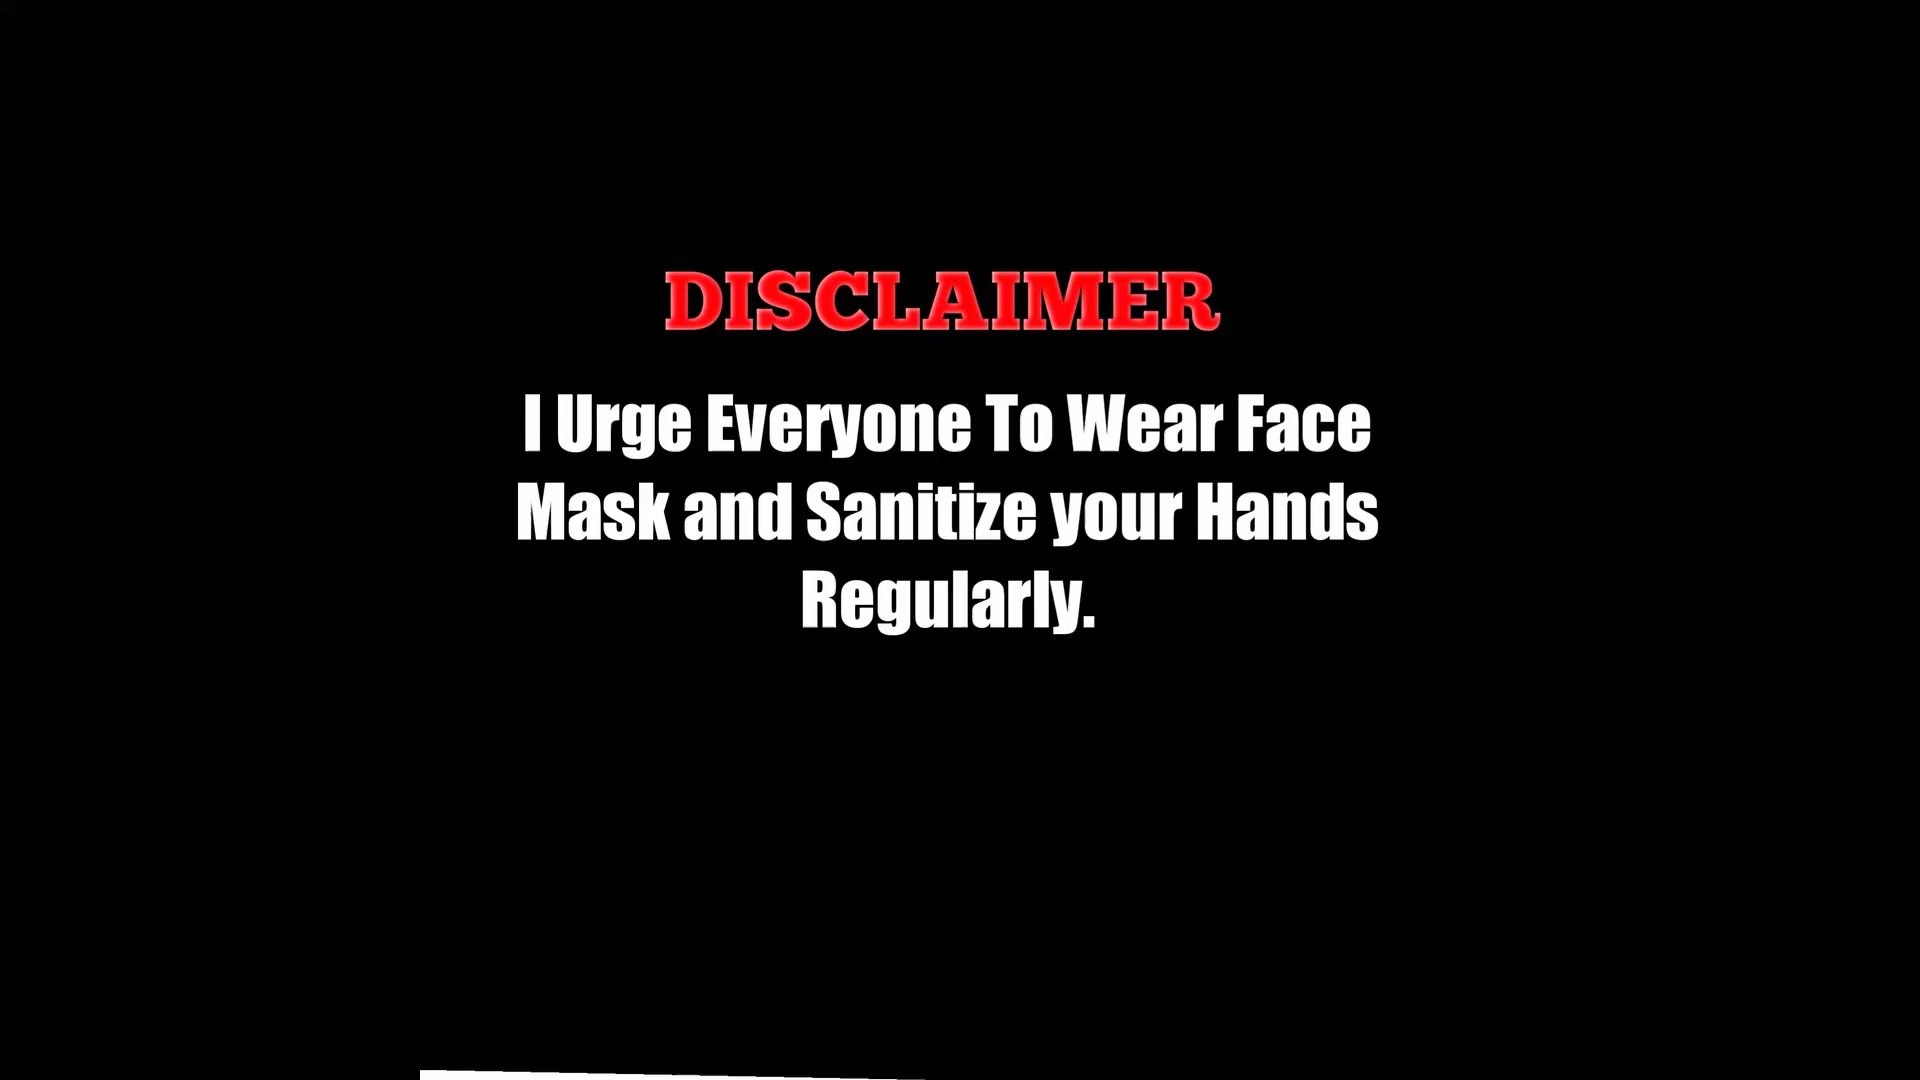 DISCLAIMER
I Urge Everyone To Wear Face
Mask and Sanitize your Hands
Regularly.